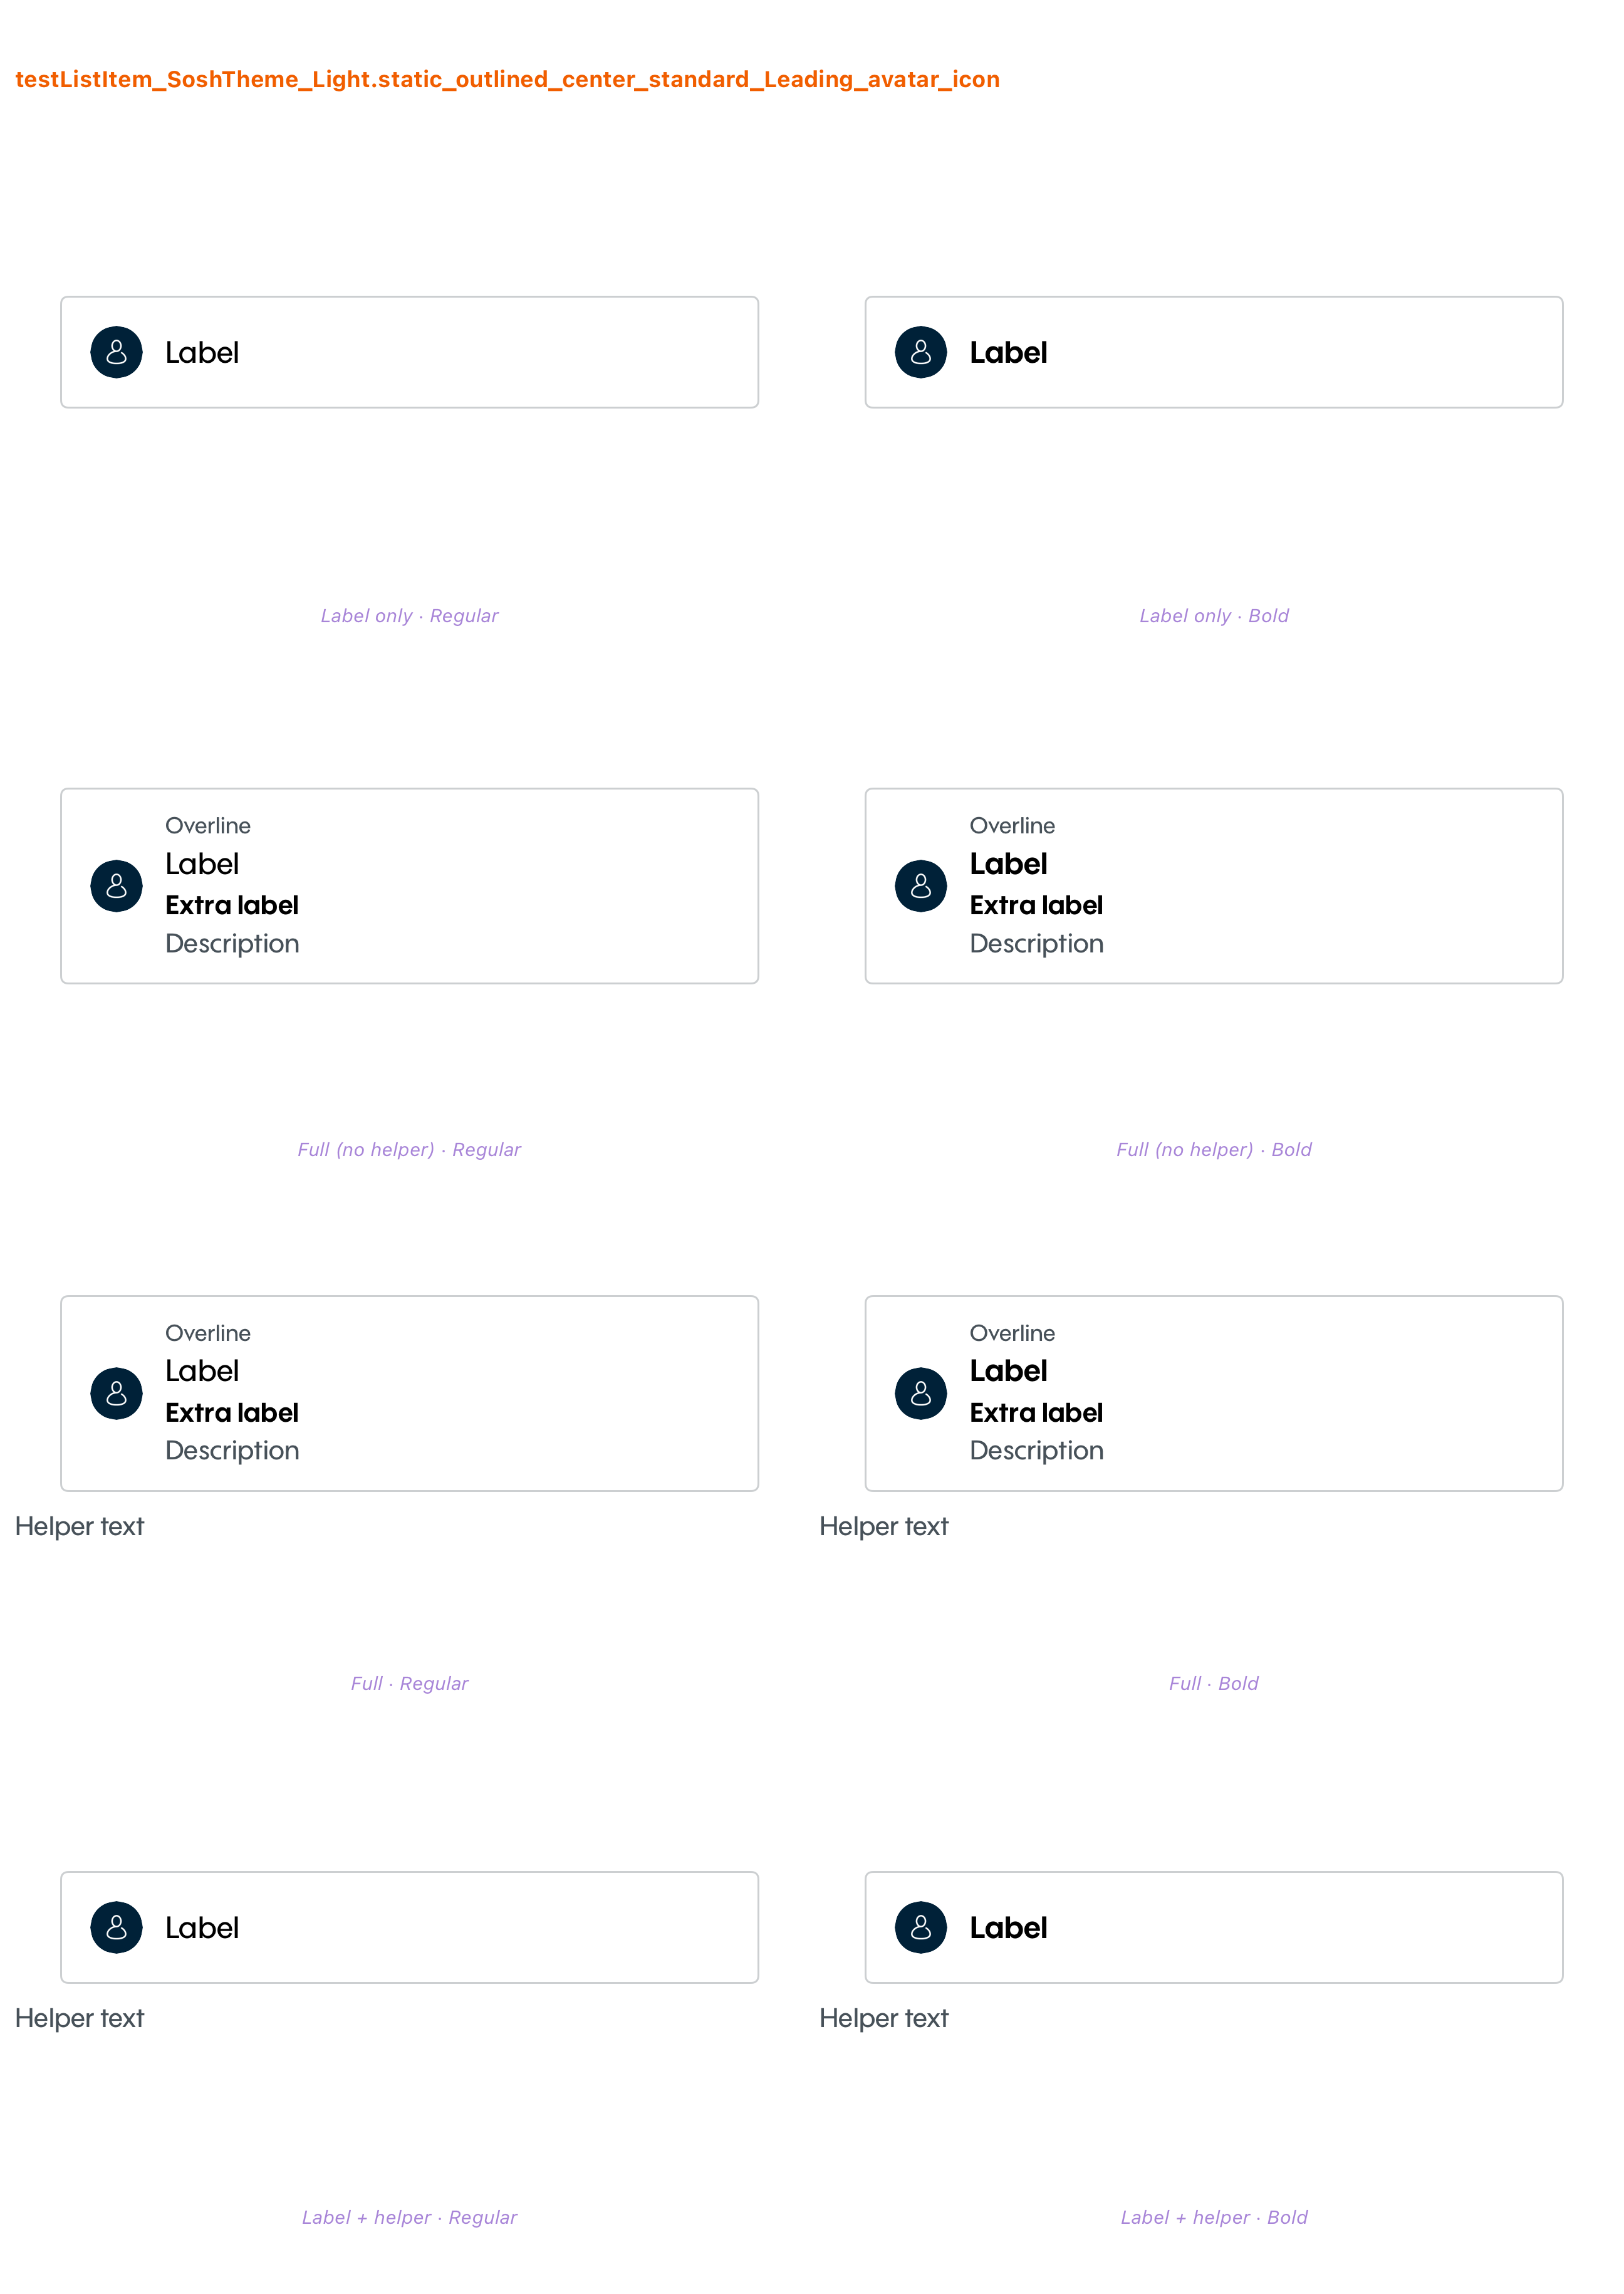 testListItem_SoshTheme_Light.static_outlined_center_standard_Leading_avatar_icon
Label
Label
Label only · Regular
Label only · Bold
Overline
Label
Extra label
Description
Overline
Label
Extra label
Description
Full (no helper) · Regular
Full (no helper) · Bold
Overline
Label
Extra label
Description
Helper text
Overline
Label
Extra label
Description
Helper text
Full · Regular
Full · Bold
Label
Helper text
Label
Helper text
Label + helper · Regular
Label + helper · Bold